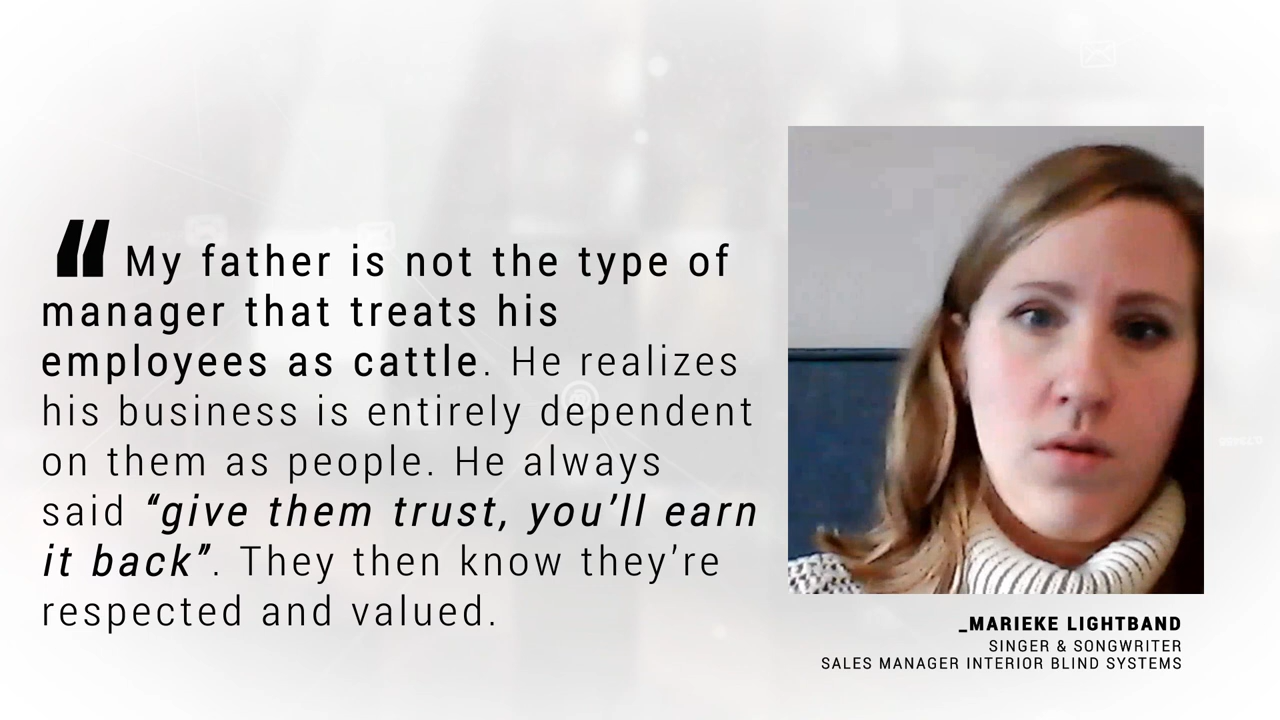 “ My father is not the type of
manager that treats his
employees as cattle. He realizes
his business is entirely dependent
on them as people. He always
said “give them trust, you’ll earn
it back”. They then know they’re
respected and valued.
_MARIEKE LIGHTBAND
SINGER & SONGWRITER
SALES MANAGER INTERIOR BLIND SYSTEMS